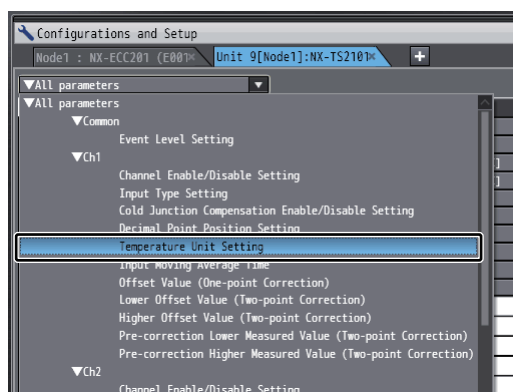 Configurations and Setup
Node1 : NX-ECC201 (E001× Unit 9[Node1]:NX-TS2101× +
▼All parameters ▼
▼All parameters
▼Common
Event Level Setting
▼Ch1
Channel Enable/Disable Setting
Input Type Setting
Cold Junction Compensation Enable/Disable Setting
Decimal Point Position Setting
Temperature Unit Setting
Input Moving Average Time
Offset Value (One-point Correction)
Lower Offset Value (Two-point Correction)
Higher Offset Value (Two-point Correction)
Pre-correction Lower Measured Value (Two-point Correction)
Pre-correction Higher Measured Value (Two-point Correction)
▼Ch2
Channel Enable/Disable Setting